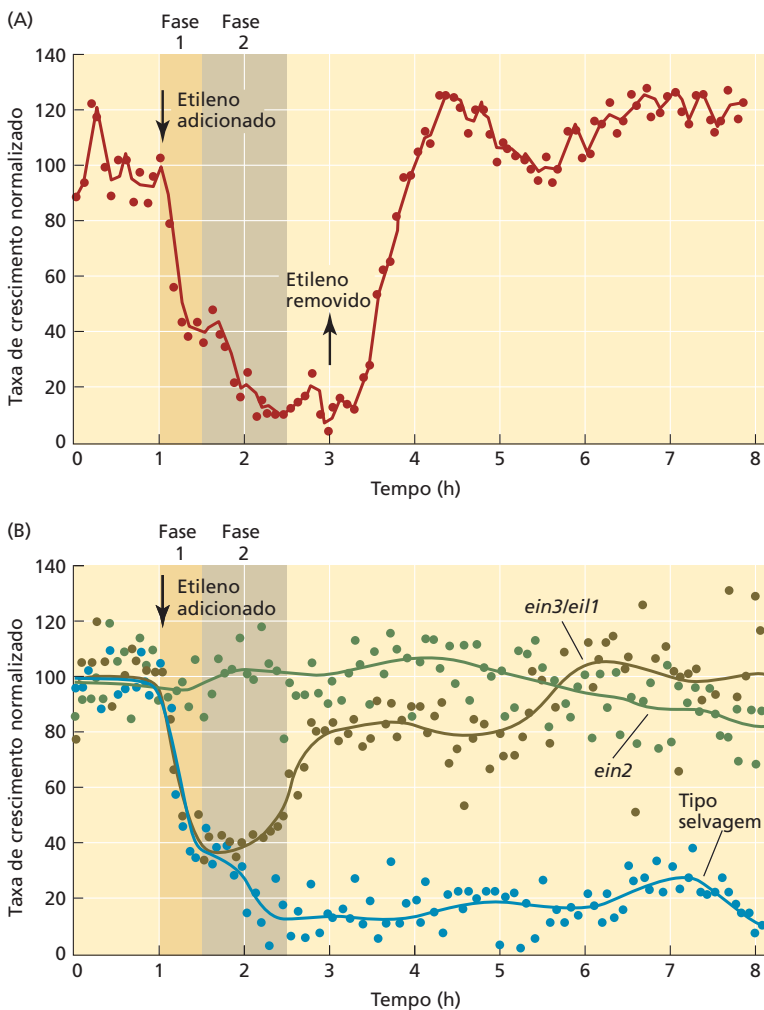 (A)
Fase 1
Fase 2
Etileno
adicionado
Etileno
removido
Taxa de crescimento normalizado
140
120
100
80
60
40
20
0
0 1 2 3 4 5 6 7 8
Tempo (h)
(B)
Fase 1
Fase 2
Etileno
adicionado
ein3/eil1
ein2
Tipo
selvagem
Taxa de crescimento normalizado
140
120
100
80
60
40
20
0
0 1 2 3 4 5 6 7 8
Tempo (h)